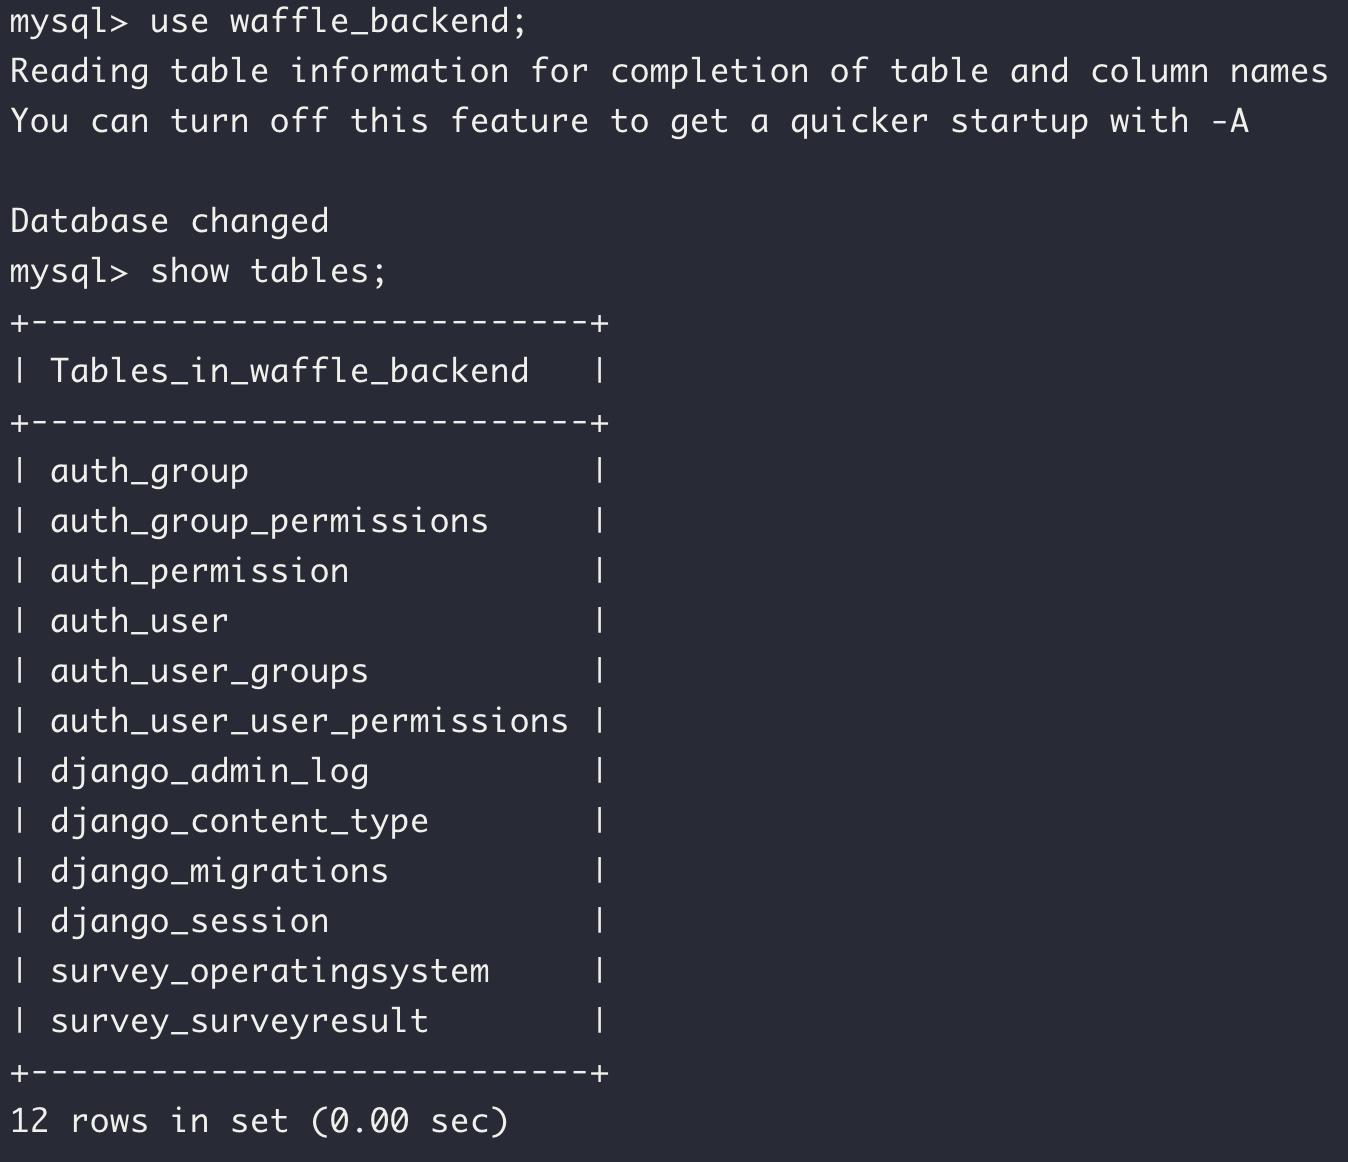 mysql> use waffle_backend;
Reading table information for completion of table and column names
You can turn off this feature to get a quicker startup with -A

Database changed
mysql> show tables;
+----------------------------+
| Tables_in_waffle_backend   |
+----------------------------+
| auth_group                 |
| auth_group_permissions     |
| auth_permission            |
| auth_user                  |
| auth_user_groups           |
| auth_user_user_permissions |
| django_admin_log           |
| django_content_type        |
| django_migrations          |
| django_session             |
| survey_operatingsystem     |
| survey_surveyresult        |
+----------------------------+
12 rows in set (0.00 sec)